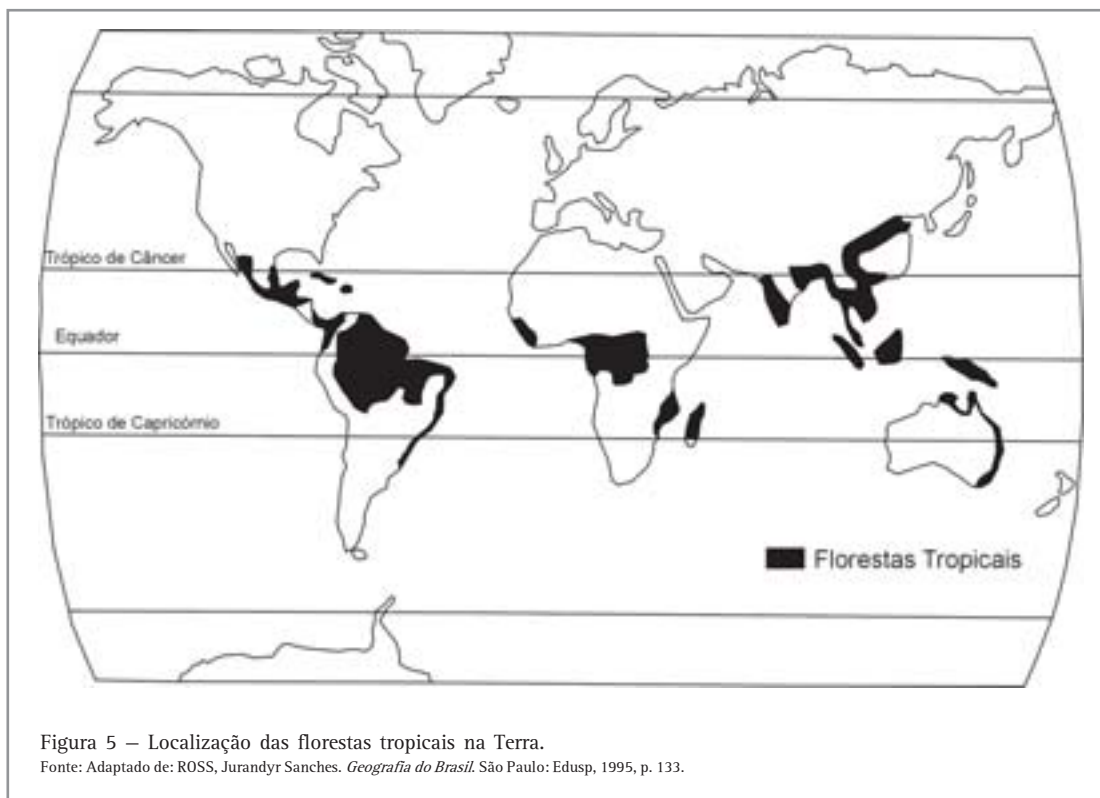 Trópico de Câncer
Equador
Trópico de Capricórnio
Florestas Tropicais
Figura 5 – Localização das florestas tropicais na Terra.
Fonte: Adaptado de: ROSS, Jurandyr Sanches. Geografia do Brasil. São Paulo: Edusp, 1995, p. 133.